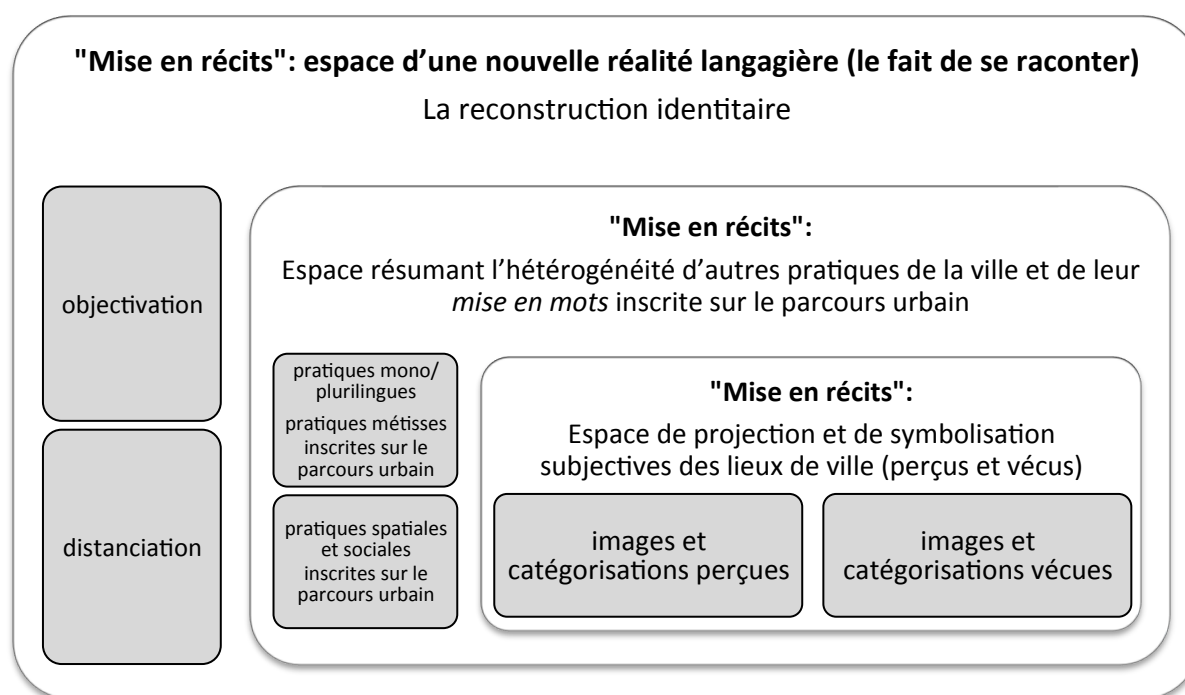 "Mise en récits": espace d’une nouvelle réalité langagière (le fait de se raconter)
La reconstruction identitaire
objectivation
distanciation
"Mise en récits":
Espace résumant l’hétérogénéité d’autres pratiques de la ville et de leur
mise en mots inscrite sur le parcours urbain
pratiques mono/
plurilingues
pratiques métisses
inscrites sur le
parcours urbain
pratiques spatiales
et sociales
inscrites sur le
parcours urbain
"Mise en récits":
Espace de projection et de symbolisation
subjectives des lieux de ville (perçus et vécus)
images et
catégorisations perçues
images et
catégorisations vécues